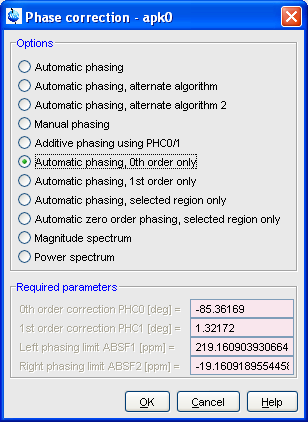 Phase correction - apk0
Options
Automatic phasing
Automatic phasing, alternate algorithm
Automatic phasing, alternate algorithm 2
Manual phasing
Additive phasing using PHC0/1
Automatic phasing, 0th order only
Automatic phasing, 1st order only
Automatic phasing, selected region only
Automatic zero order phasing, selected region only
Magnitude spectrum
Power spectrum
Required parameters
0th order correction PHC0 [deg] = -85.36169
1st order correction PHC1 [deg] = 1.32172
Left phasing limit ABSF1 [ppm] = 219.160903930664
Right phasing limit ABSF2 [ppm] = -19.1609189554458
OK Cancel Help